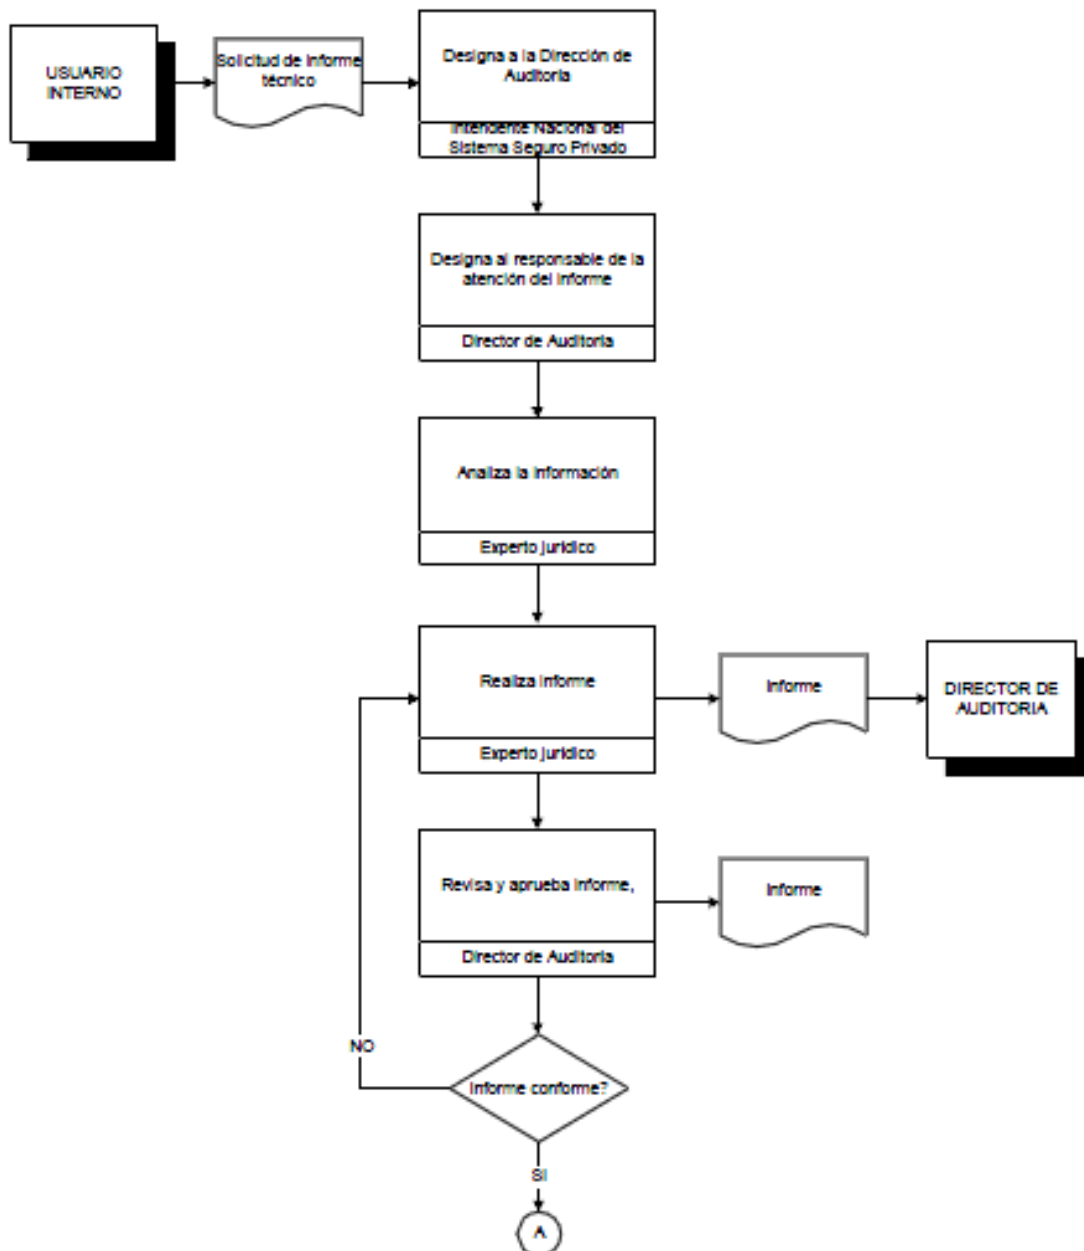 USUARIO
INTERNO
Solicitud de informe
técnico
Designa a la Dirección de
Auditoria
Intendente Nacional del
Sistema Seguro Privado
Designa al responsable de la
atención del informe
Director de Auditoria
Analiza la información
Experto jurídico
Realiza informe
Experto jurídico
Informe
DIRECTOR DE
AUDITORIA
Revisa y aprueba informe,
Director de Auditoria
Informe
NO
Informe conforme?
SI
A